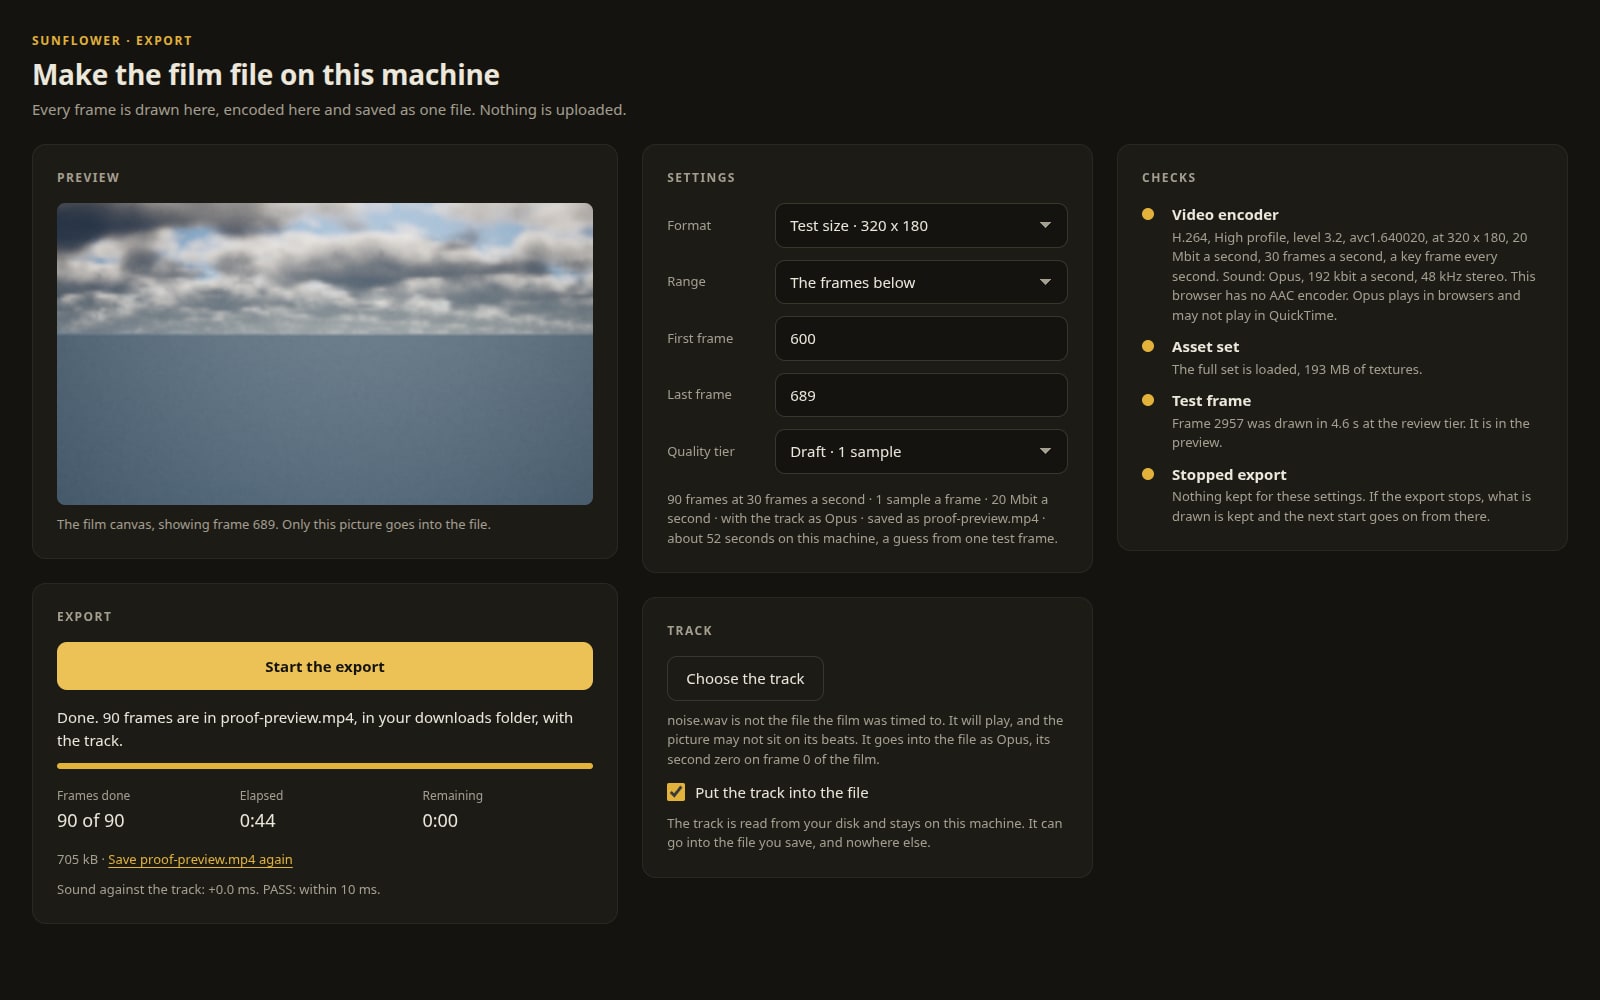 SUNFLOWER · EXPORT
Make the film file on this machine
Every frame is drawn here, encoded here and saved as one file. Nothing is uploaded.
PREVIEW
The film canvas, showing frame 689. Only this picture goes into the file.
EXPORT
Start the export
Done. 90 frames are in proof-preview.mp4, in your downloads folder, with
the track.
Frames done
90 of 90
Elapsed
0:44
Remaining
0:00
705 kB · Save proof-preview.mp4 again
Sound against the track: +0.0 ms. PASS: within 10 ms.
SETTINGS
Format
Test size · 320 x 180
Range
The frames below
First frame
600
Last frame
689
Quality tier
Draft · 1 sample
90 frames at 30 frames a second · 1 sample a frame · 20 Mbit a
second · with the track as Opus · saved as proof-preview.mp4 ·
about 52 seconds on this machine, a guess from one test frame.
TRACK
Choose the track
noise.wav is not the file the film was timed to. It will play, and the
picture may not sit on its beats. It goes into the file as Opus, its
second zero on frame 0 of the film.
Put the track into the file
The track is read from your disk and stays on this machine. It can
go into the file you save, and nowhere else.
CHECKS
Video encoder
H.264, High profile, level 3.2, avc1.640020, at 320 x 180, 20
Mbit a second, 30 frames a second, a key frame every
second. Sound: Opus, 192 kbit a second, 48 kHz stereo. This
browser has no AAC encoder. Opus plays in browsers and
may not play in QuickTime.
Asset set
The full set is loaded, 193 MB of textures.
Test frame
Frame 2957 was drawn in 4.6 s at the review tier. It is in the
preview.
Stopped export
Nothing kept for these settings. If the export stops, what is
drawn is kept and the next start goes on from there.